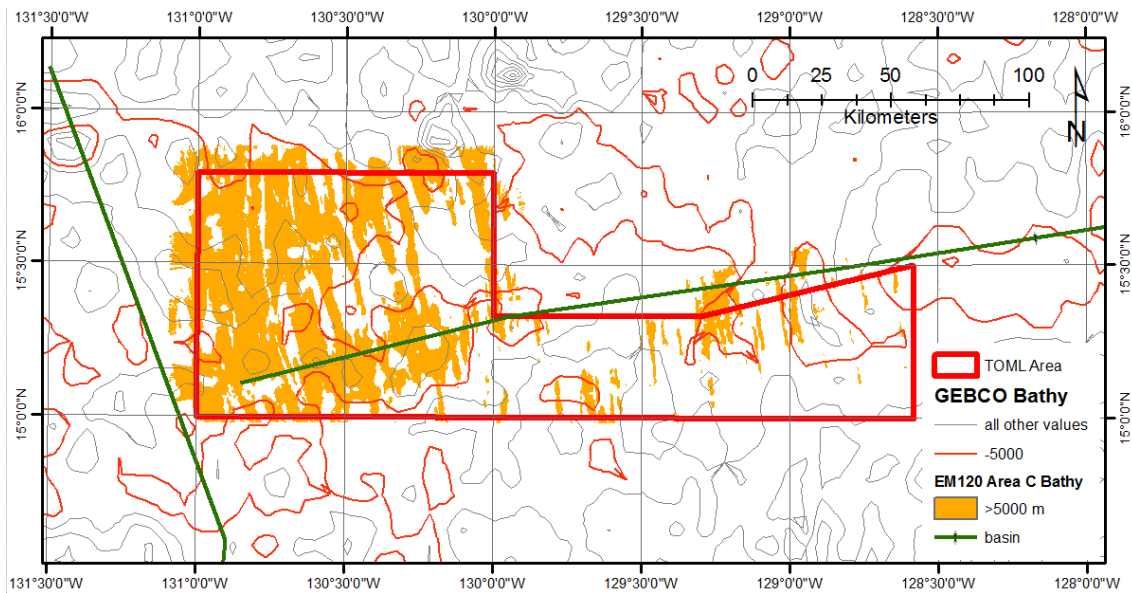 131°30'0"W 131°0'0"W 130°30'0"W 130°0'0"W 129°30'0"W 129°0'0"W 128°30'0"W 128°0'0"W
0 25 50 100
Kilometers
N
16°0'0"N 16°0'0"N
15°30'0"N 15°30'0"N
15°0'0"N 15°0'0"N
TOML Area
GEBCO Bathy
all other values
-5000
EM120 Area C Bathy
>5000 m
basin
131°30'0"W 131°0'0"W 130°30'0"W 130°0'0"W 129°30'0"W 129°0'0"W 128°30'0"W 128°0'0"W